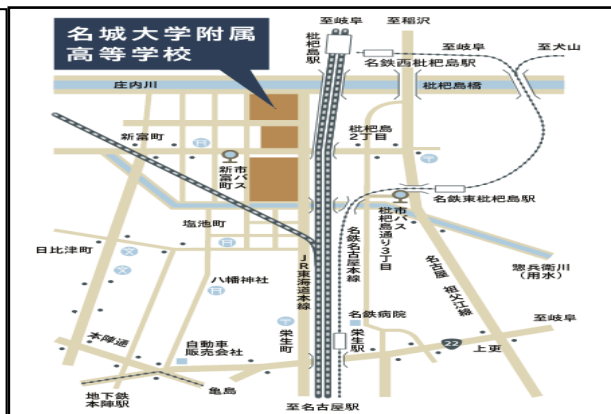 名城大学附属
高等学校
至岐阜
至稲沢
枇杷島駅
名鉄西枇杷島駅
至岐阜
至犬山
庄内川
枇杷島橋
新富町
枇杷島
2丁目
市バス
新富町
塩池町
名鉄東枇杷島駅
市バス
枇杷島通り3丁目
日比津町
八幡神社
JR東海道本線
名鉄名古屋本線
名古屋 祖父江線
惣兵衛川
(用水)
本陣通
自動車
販売会社
栄生町
名鉄病院
栄生駅
22
上更
至岐阜
地下鉄
本陣駅
亀島
至名古屋駅